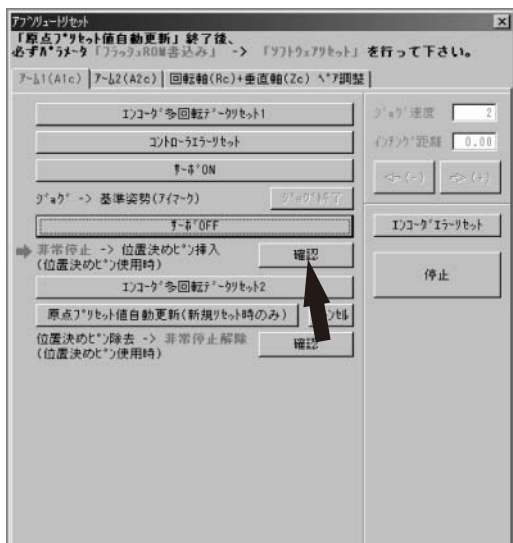 アブソリュートリセット
「原点プリセット値自動更新」終了後、
必ずパラメータ「フラッシュROM書込み」 -> 「ソフトウェアリセット」 を行って下さい。
アーム1(A1c) アーム2(A2c) 回転軸(Rc)+垂直軸(Zc) ペア調整
エンコーダ多回転データリセット1
コントローラエラーリセット
サーボON
ジョグ -> 基準姿勢(アイマーク) ジョグ終了
サーボOFF
非常停止 -> 位置決めピン挿入
(位置決めピン使用時) 確認
エンコーダ多回転データリセット2
原点プリセット値自動更新(新規リセット時のみ)
位置決めピン除去 -> 非常停止解除
(位置決めピン使用時) 確認
ジョグ速度 2
インチング距離 0.00
<-(-) ->(+)
エンコーダエラーリセット
停止